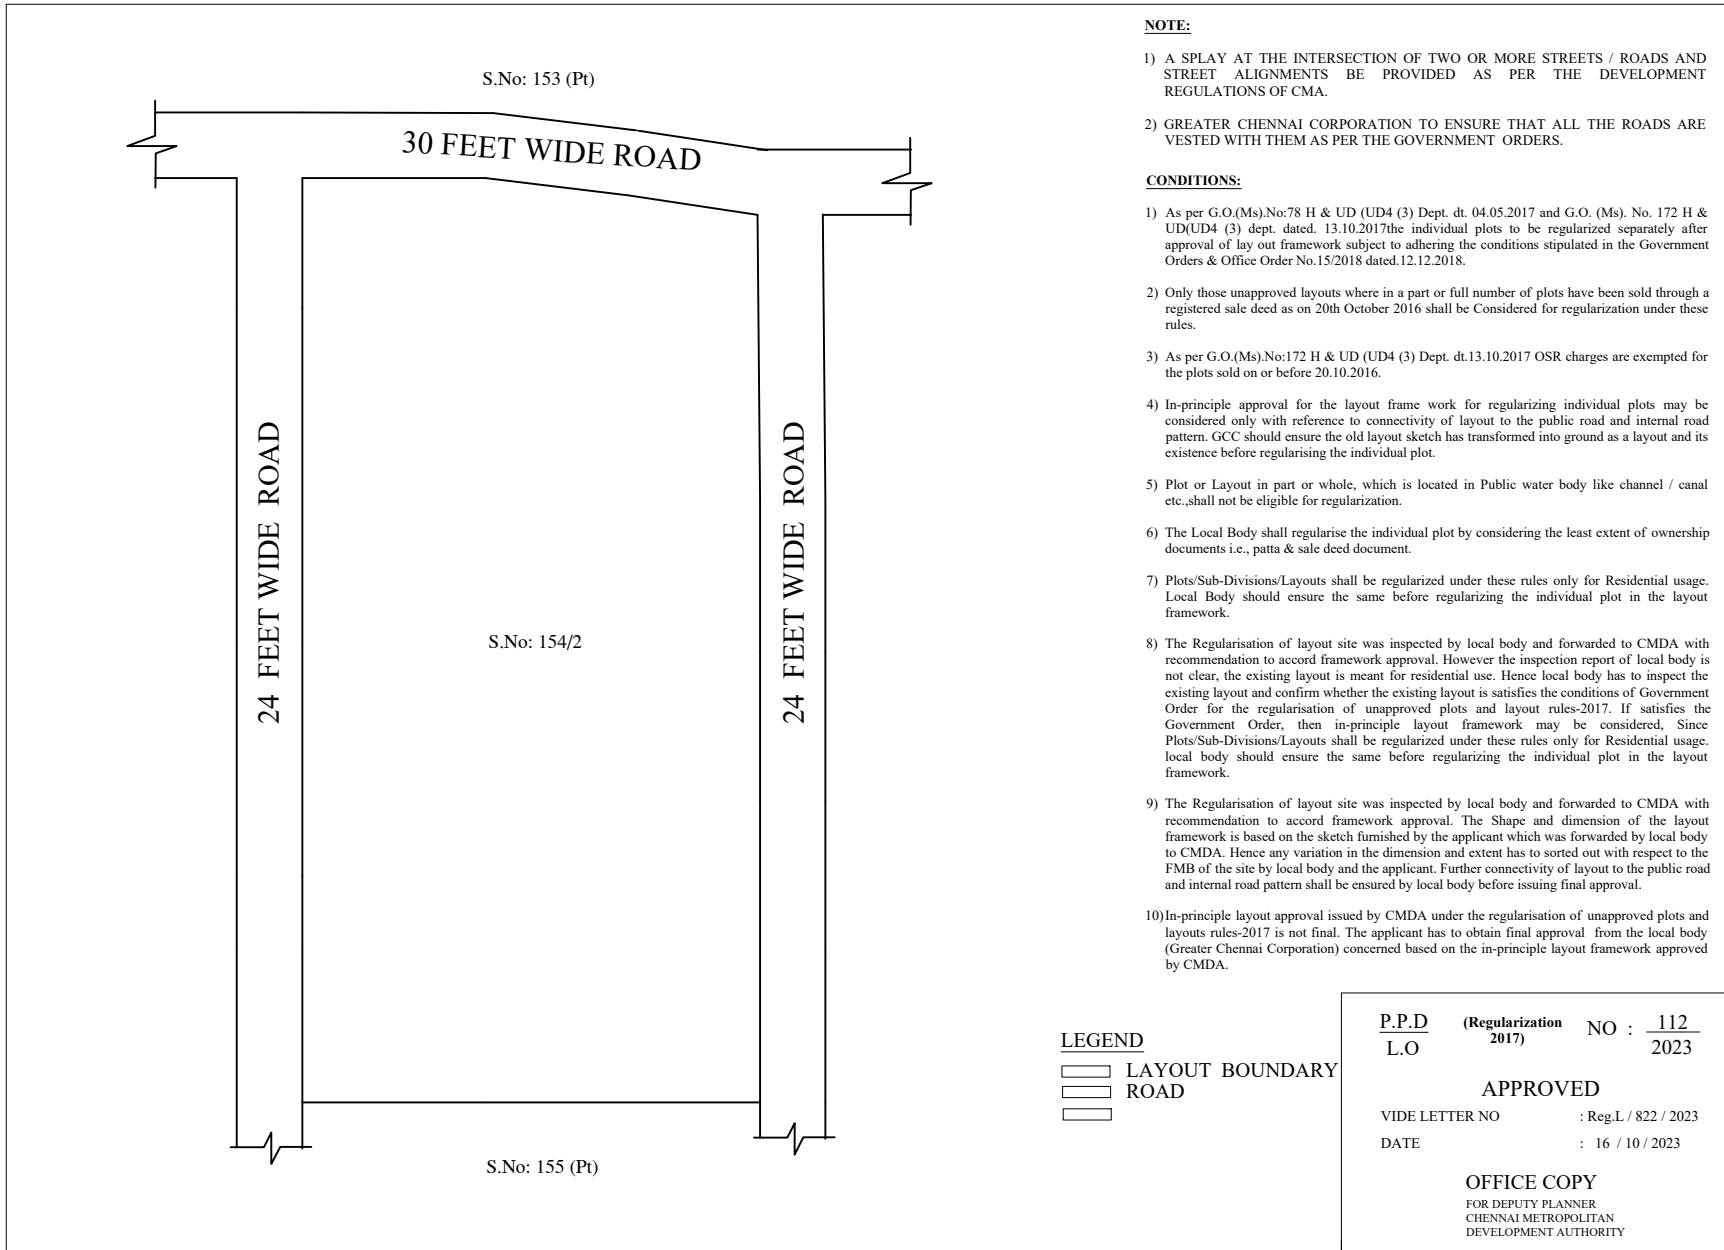 S.No: 153 (Pt)
30 FEET WIDE ROAD
24 FEET WIDE ROAD
S.No: 154/2
24 FEET WIDE ROAD
S.No: 155 (Pt)
NOTE:
1) A SPLAY AT THE INTERSECTION OF TWO OR MORE STREETS / ROADS AND
STREET ALIGNMENTS BE PROVIDED AS PER THE DEVELOPMENT
REGULATIONS OF CMA.
2) GREATER CHENNAI CORPORATION TO ENSURE THAT ALL THE ROADS ARE
VESTED WITH THEM AS PER THE GOVERNMENT ORDERS.
CONDITIONS:
1) As per G.O.(Ms).No:78 H & UD (UD4 (3) Dept. dt. 04.05.2017 and G.O. (Ms). No. 172 H &
UD(UD4 (3) dept. dated. 13.10.2017the individual plots to be regularized separately after
approval of lay out framework subject to adhering the conditions stipulated in the Government
Orders & Office Order No.15/2018 dated.12.12.2018.
2) Only those unapproved layouts where in a part or full number of plots have been sold through a
registered sale deed as on 20th October 2016 shall be Considered for regularization under these
rules.
3) As per G.O.(Ms).No:172 H & UD (UD4 (3) Dept. dt.13.10.2017 OSR charges are exempted for
the plots sold on or before 20.10.2016.
4) In-principle approval for the layout frame work for regularizing individual plots may be
considered only with reference to connectivity of layout to the public road and internal road
pattern. GCC should ensure the old layout sketch has transformed into ground as a layout and its
existence before regularising the individual plot.
5) Plot or Layout in part or whole, which is located in Public water body like channel / canal
etc.,shall not be eligible for regularization.
6) The Local Body shall regularise the individual plot by considering the least extent of ownership
documents i.e., patta & sale deed document.
7) Plots/Sub-Divisions/Layouts shall be regularized under these rules only for Residential usage.
Local Body should ensure the same before regularizing the individual plot in the layout
framework.
8) The Regularisation of layout site was inspected by local body and forwarded to CMDA with
recommendation to accord framework approval. However the inspection report of local body is
not clear, the existing layout is meant for residential use. Hence local body has to inspect the
existing layout and confirm whether the existing layout is satisfies the conditions of Government
Order for the regularisation of unapproved plots and layout rules-2017. If satisfies the
Government Order, then in-principle layout framework may be considered, Since
Plots/Sub-Divisions/Layouts shall be regularized under these rules only for Residential usage.
local body should ensure the same before regularizing the individual plot in the layout
framework.
9) The Regularisation of layout site was inspected by local body and forwarded to CMDA with
recommendation to accord framework approval. The Shape and dimension of the layout
framework is based on the sketch furnished by the applicant which was forwarded by local body
to CMDA. Hence any variation in the dimension and extent has to sorted out with respect to the
FMB of the site by local body and the applicant. Further connectivity of layout to the public road
and internal road pattern shall be ensured by local body before issuing final approval.
10)In-principle layout approval issued by CMDA under the regularisation of unapproved plots and
layouts rules-2017 is not final. The applicant has to obtain final approval from the local body
(Greater Chennai Corporation) concerned based on the in-principle layout framework approved
by CMDA.
LEGEND
LAYOUT BOUNDARY
ROAD
P.P.D (Regularization NO : 112
L.O 2017) 2023
APPROVED
VIDE LETTER NO : Reg.L / 822 / 2023
DATE : 16 / 10 / 2023
OFFICE COPY
FOR DEPUTY PLANNER
CHENNAI METROPOLITAN
DEVELOPMENT AUTHORITY